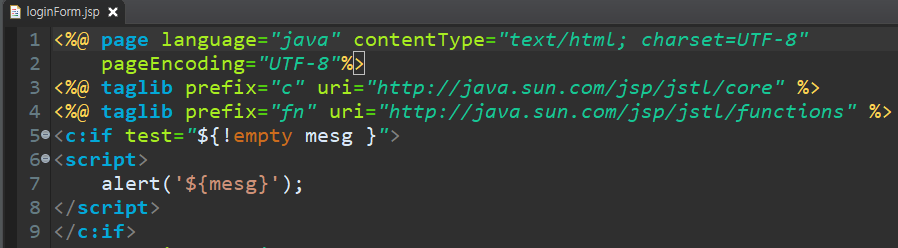 loginForm.jsp
1 <%@ page language="java" contentType="text/html; charset=UTF-8"
2     pageEncoding="UTF-8"%>
3 <%@ taglib prefix="c" uri="http://java.sun.com/jsp/jstl/core" %>
4 <%@ taglib prefix="fn" uri="http://java.sun.com/jsp/jstl/functions" %>
5 <c:if test="${!empty mesg }">
6 <script>
7     alert('${mesg}');
8 </script>
9 </c:if>